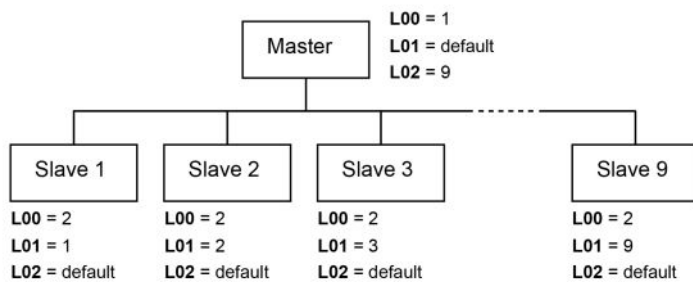 Master
L00 = 1
L01 = default
L02 = 9
Slave 1
Slave 2
Slave 3
Slave 9
L00 = 2
L01 = 1
L02 = default
L00 = 2
L01 = 2
L02 = default
L00 = 2
L01 = 3
L02 = default
L00 = 2
L01 = 9
L02 = default